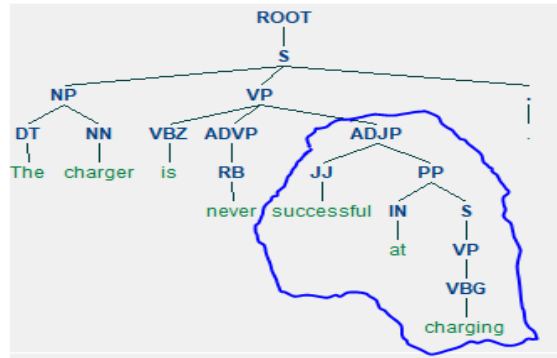 ROOT
S
NP VP .
DT NN VBZ ADVP ADJP .
The charger is RB JJ PP
never successful IN S
at VP
VBG
charging